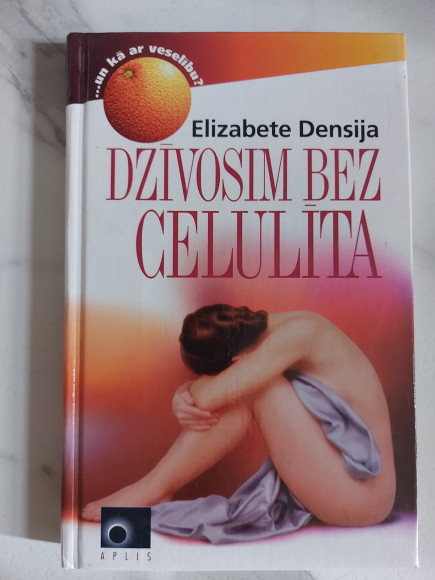 ...un kā ar veselību?
Elizabete Densija
DZĪVOSIM BEZ
CELULĪTA
APLIS